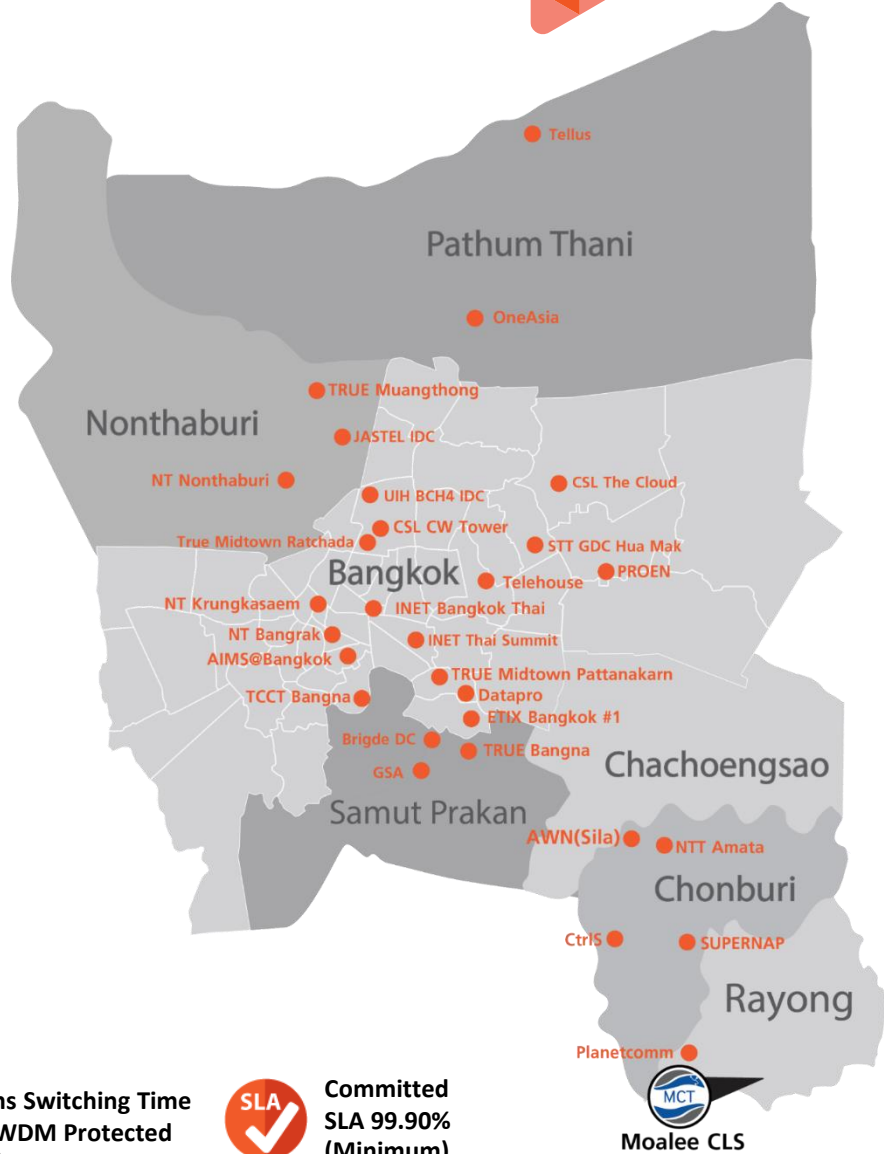 Tellus
Pathum Thani
OneAsia
TRUE Muangthong
Nonthaburi
JASTEL IDC
NT Nonthaburi
CSL The Cloud
UIH BCH4 IDC
CSL CW Tower
True Midtown Ratchada
STT GDC Hua Mak
Bangkok
PROEN
Telehouse
NT Krungkasaem
INET Bangkok Thai
NT Bangrak
INET Thai Summit
AIMS@Bangkok
TRUE Midtown Pattanakarn
TCCT Bangna
Datapro
ETIX Bangkok #1
Brigde DC
TRUE Bangna
GSA
Chachoengsao
Samut Prakan
AWN(Sila)
NTT Amata
Chonburi
CtrlS
SUPERNAP
Rayong
Planetcomm
MCT
Moalee CLS
Switching Time
WDM Protected
SLA
Committed
SLA 99.90%
(Minimum)